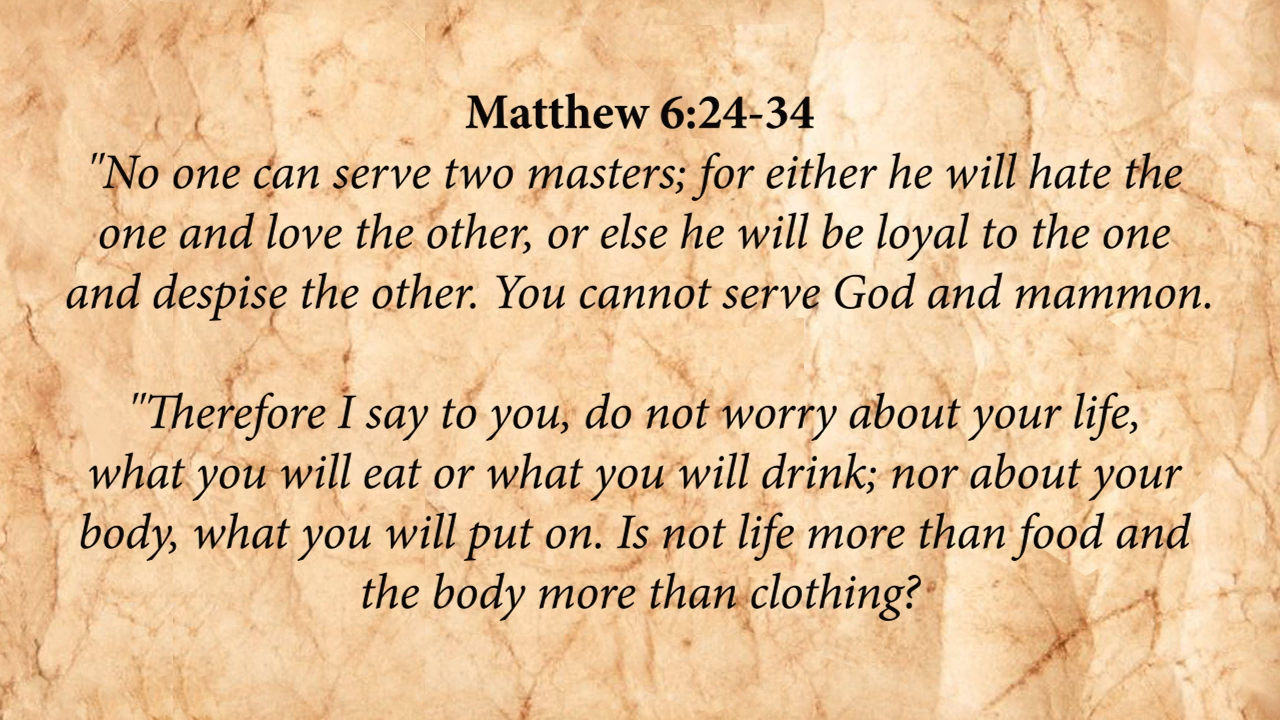 Matthew 6:24-34
"No one can serve two masters; for either he will hate the
one and love the other, or else he will be loyal to the one
and despise the other. You cannot serve God and mammon.
"Therefore I say to you, do not worry about your life,
what you will eat or what you will drink; nor about your
body, what you will put on. Is not life more than food and
the body more than clothing?